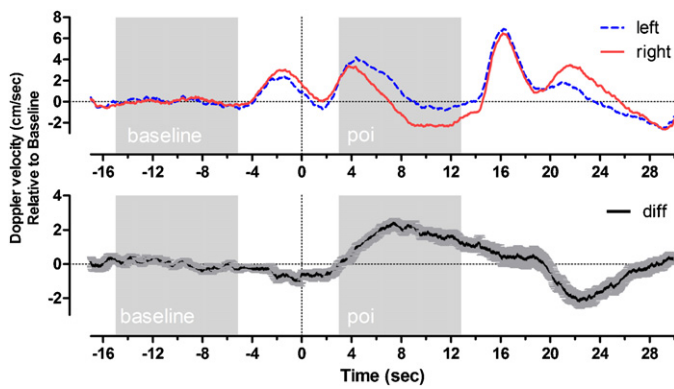 Doppler velocity (cm/sec)
Relative to Baseline
8
6
4
2
0
-2
left
right
baseline
poi
-16 -12 -8 -4 0 4 8 12 16 20 24 28
4
2
0
-2
diff
baseline
poi
-16 -12 -8 -4 0 4 8 12 16 20 24 28
Time (sec)